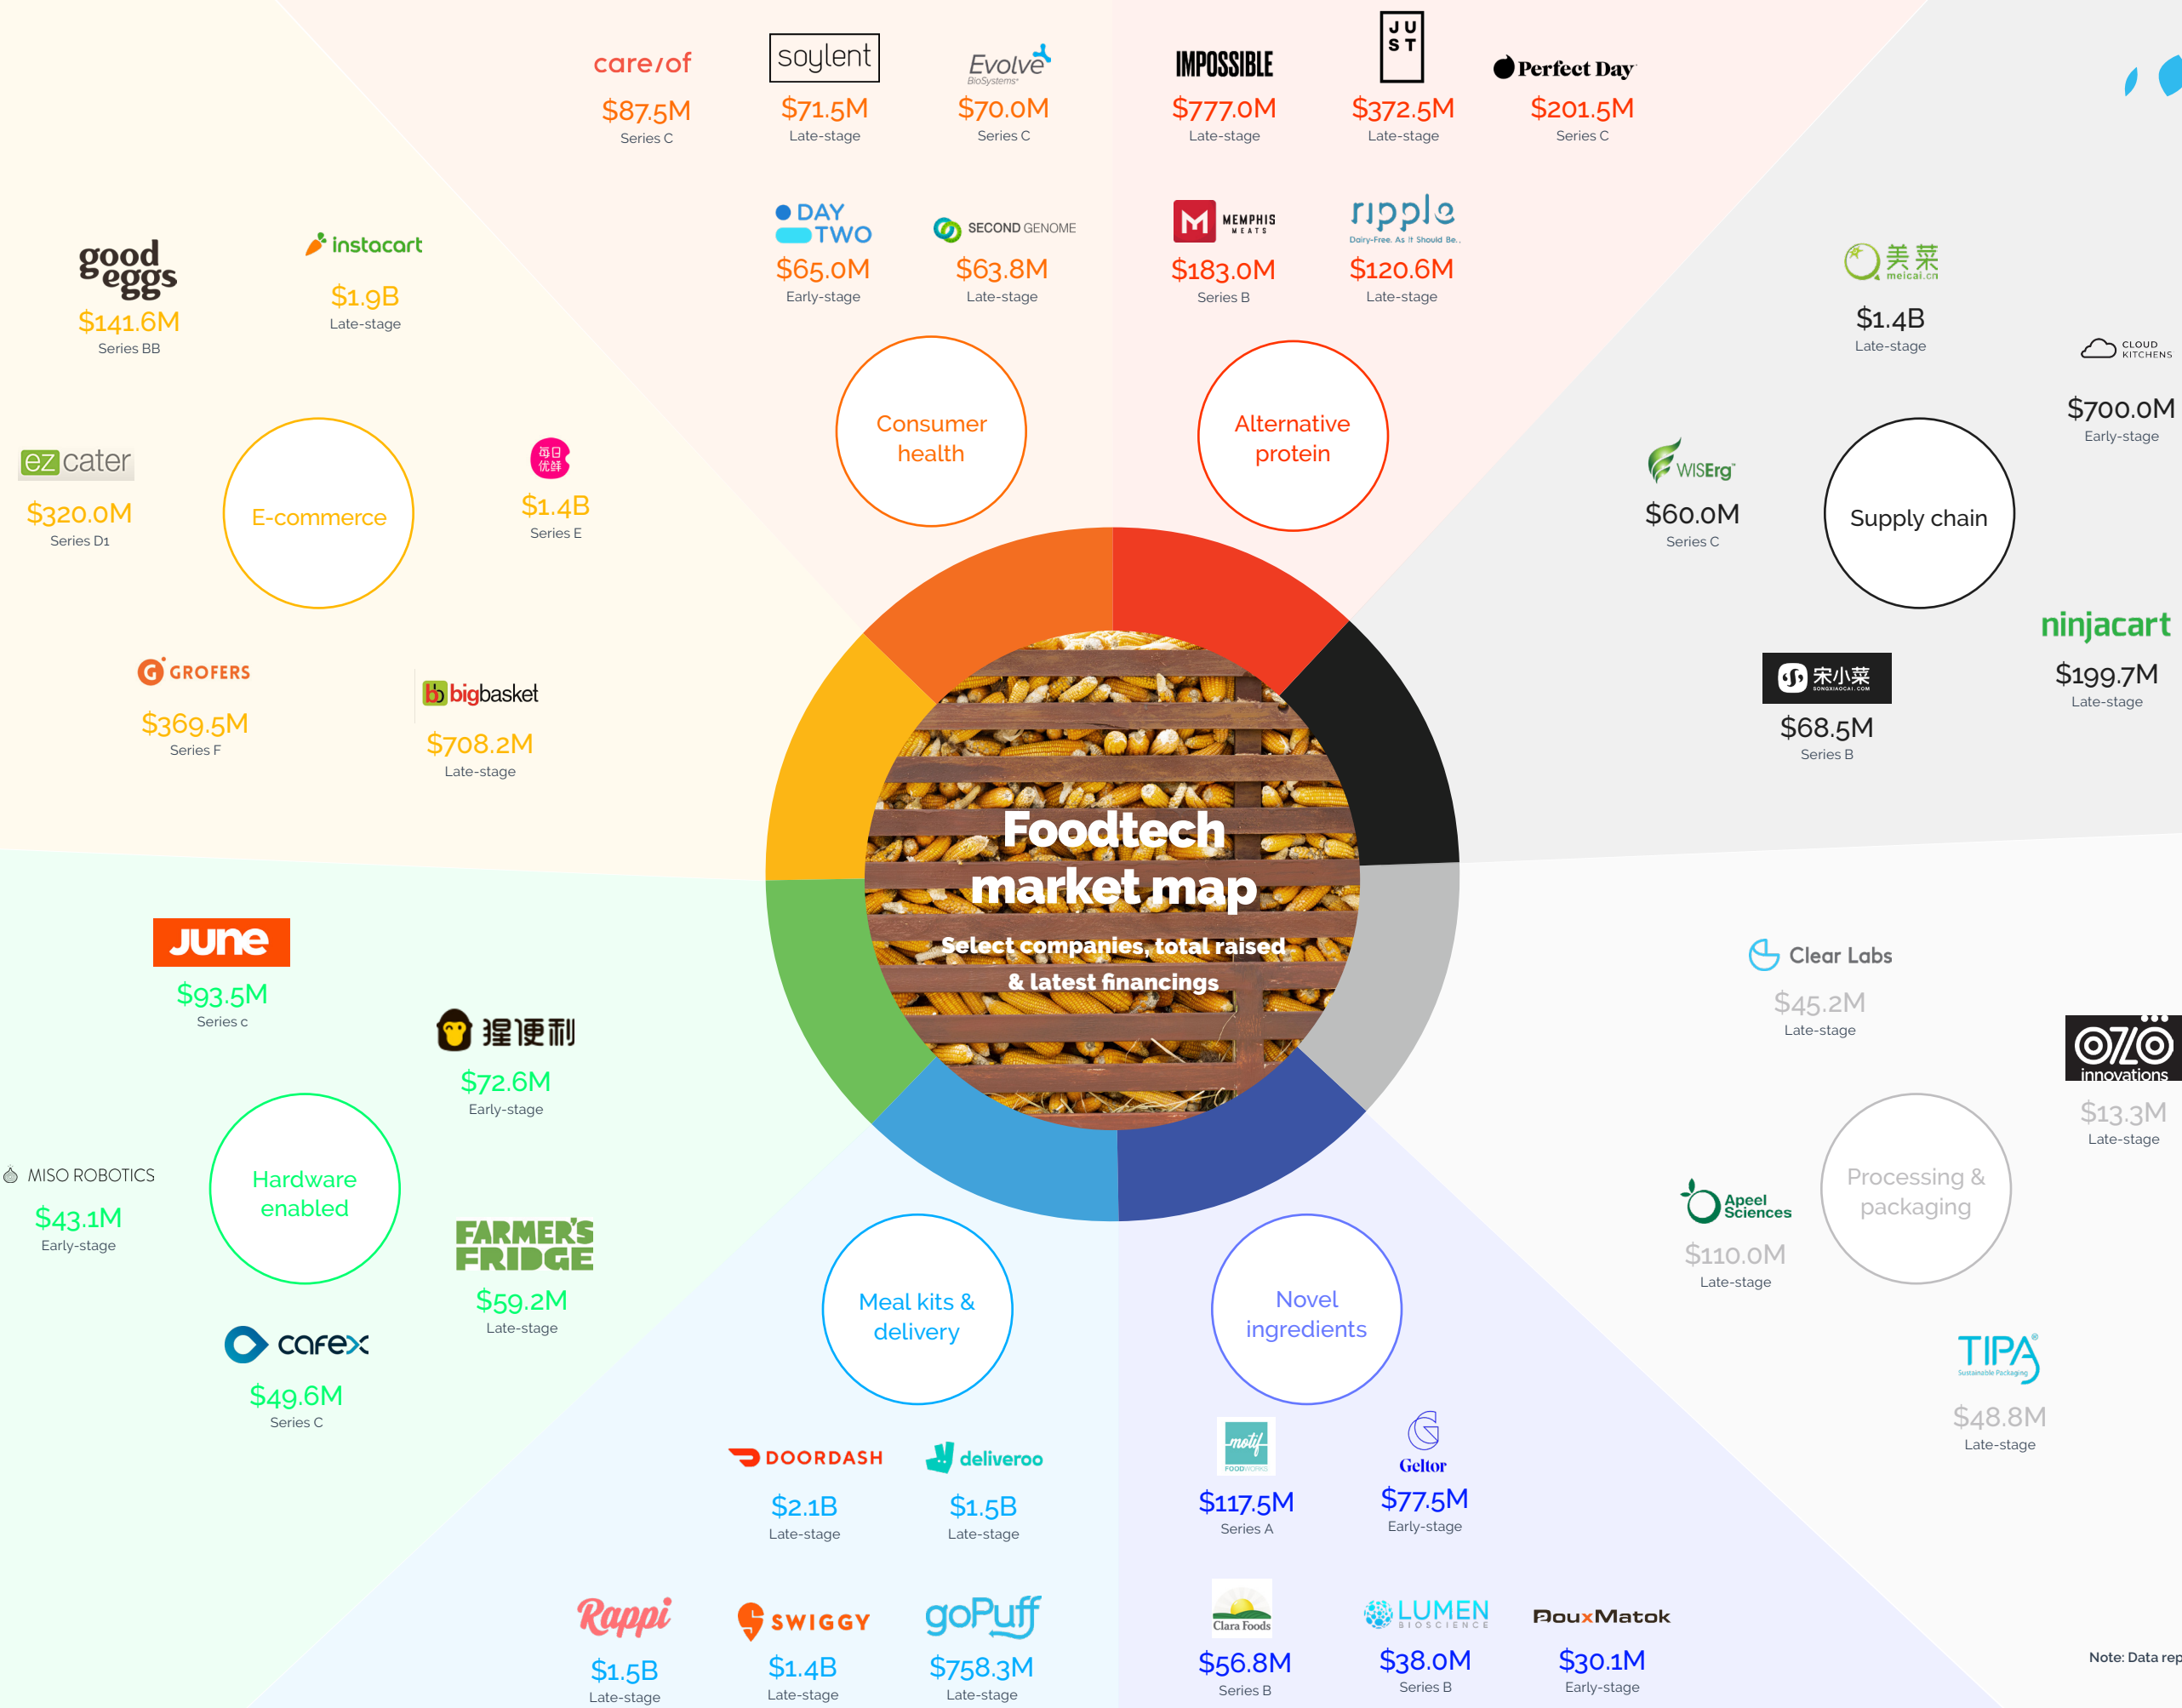 care/of
$87.5M
Series C
soylent
$71.5M
Late-stage
Evolve
BioSystems
$70.0M
Series C
IMPOSSIBLE
$777.0M
Late-stage
JU
ST
$372.5M
Late-stage
Perfect Day
$201.5M
Series C
DAY
TWO
$65.0M
Early-stage
SECOND GENOME
$63.8M
Late-stage
MEMPHIS
MEATS
$183.0M
Series B
ripple
Dairy-Free. As It Should Be.
$120.6M
Late-stage
Consumer
health
Alternative
protein
good
eggs
$141.6M
Series BB
instacart
$1.9B
Late-stage
ezcater
$320.0M
Series D1
E-commerce
每日
优鲜
$1.4B
Series E
GROFERS
$369.5M
Series F
bb bigbasket
$708.2M
Late-stage
美菜
meicai.cn
$1.4B
Late-stage
CLOUD
KITCHENS
$700.0M
Early-stage
WISErg™
$60.0M
Series C
Supply chain
ninjacart
$199.7M
Late-stage
宋小菜
SONGXIAOCAI.COM
$68.5M
Series B
Foodtech
market map
Select companies, total raised
& latest financings
June
$93.5M
Series c
猩便利
$72.6M
Early-stage
MISO ROBOTICS
$43.1M
Early-stage
Hardware
enabled
FARMER'S
FRIDGE
$59.2M
Late-stage
cafex
$49.6M
Series C
Clear Labs
$45.2M
Late-stage
OZO
innovations
$13.3M
Late-stage
Apeel
Sciences
$110.0M
Late-stage
Processing &
packaging
TIPA®
Sustainable Packaging
$48.8M
Late-stage
Meal kits &
delivery
DOORDASH
$2.1B
Late-stage
deliveroo
$1.5B
Late-stage
Rappi
$1.5B
Late-stage
SWIGGY
$1.4B
Late-stage
goPuff
$758.3M
Late-stage
Novel
ingredients
motif
FOODWORKS
$117.5M
Series A
Geltor
$77.5M
Early-stage
Clara Foods
$56.8M
Series B
LUMEN
BIOSCIENCE
$38.0M
Series B
DouxMatok
$30.1M
Early-stage
Note: Data rep